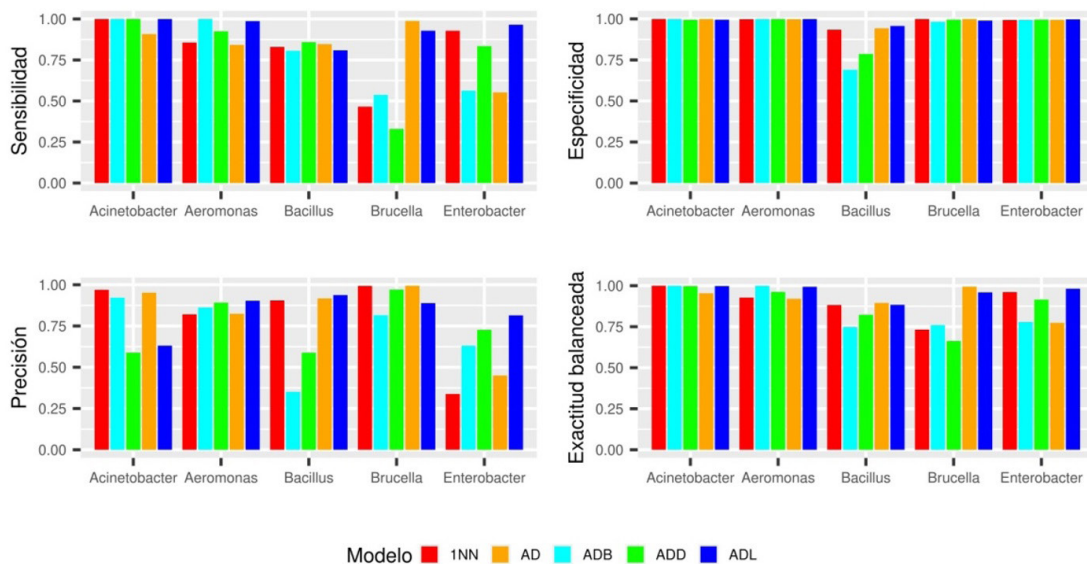 Sensibilidad
1.00
0.75
0.50
0.25
0.00
Acinetobacter Aeromonas Bacillus Brucella Enterobacter
Especificidad
1.00
0.75
0.50
0.25
0.00
Acinetobacter Aeromonas Bacillus Brucella Enterobacter
Precisión
1.00
0.75
0.50
0.25
0.00
Acinetobacter Aeromonas Bacillus Brucella Enterobacter
Exactitud balanceada
1.00
0.75
0.50
0.25
0.00
Acinetobacter Aeromonas Bacillus Brucella Enterobacter
Modelo 1NN AD ADB ADD ADL